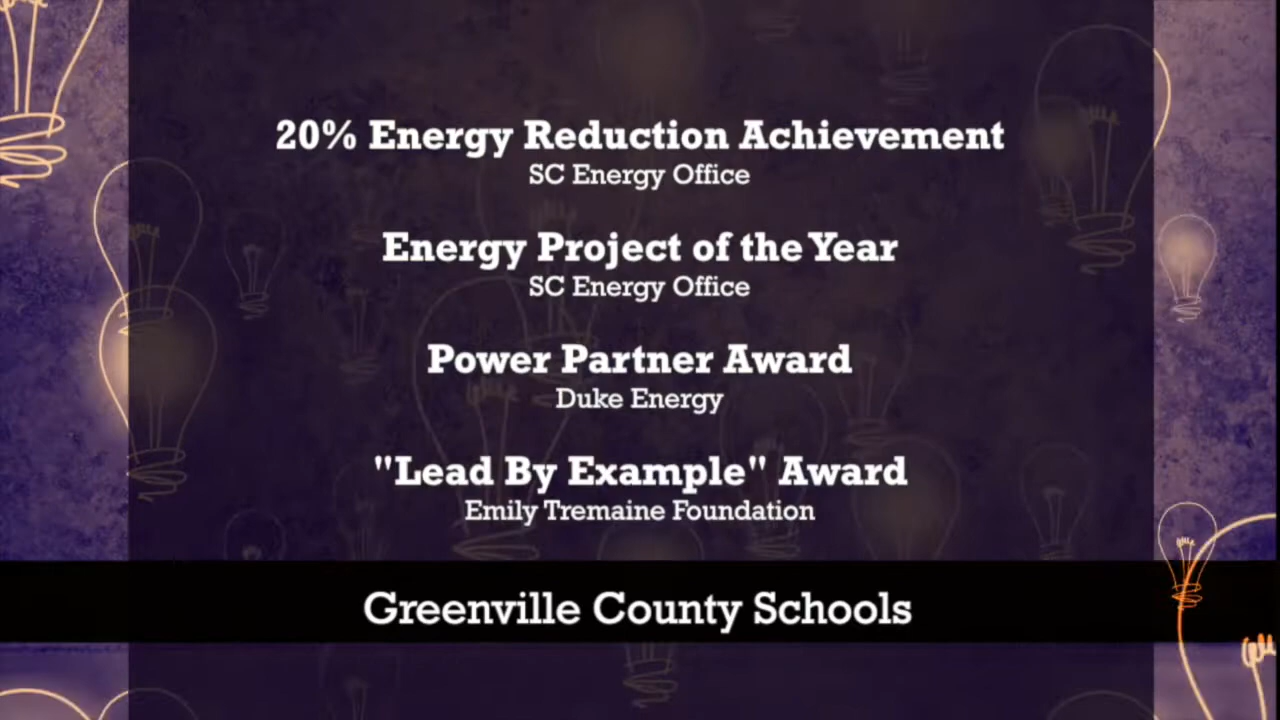 20% Energy Reduction Achievement
SC Energy Office
Energy Project of the Year
SC Energy Office
Power Partner Award
Duke Energy
"Lead By Example" Award
Emily Tremaine Foundation
Greenville County Schools